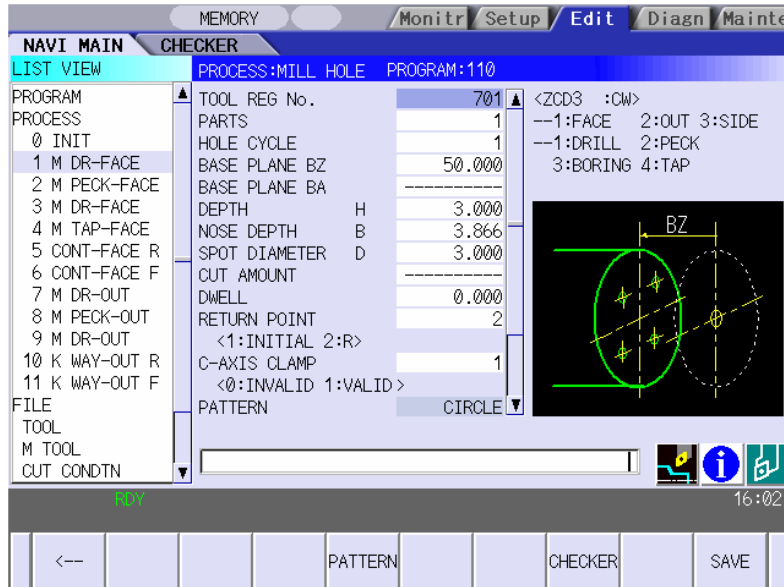 MEMORY Monitr Setup Edit Diagn Mainte
NAVI MAIN CHECKER
LIST VIEW
PROGRAM
PROCESS
0 INIT
1 M DR-FACE
2 M PECK-FACE
3 M DR-FACE
4 M TAP-FACE
5 CONT-FACE R
6 CONT-FACE F
7 M DR-OUT
8 M PECK-OUT
9 M DR-OUT
10 K WAY-OUT R
11 K WAY-OUT F
FILE
TOOL
M TOOL
CUT CONDTN
PROCESS:MILL HOLE PROGRAM:110
TOOL REG No. 701
PARTS 1
HOLE CYCLE 1
BASE PLANE BZ 50.000
BASE PLANE BA ----------
DEPTH H 3.000
NOSE DEPTH B 3.866
SPOT DIAMETER D 3.000
CUT AMOUNT ----------
DWELL 0.000
RETURN POINT 2
<1:INITIAL 2:R>
C-AXIS CLAMP 1
<0:INVALID 1:VALID>
PATTERN CIRCLE
<ZCD3 :CW>
--1:FACE 2:OUT 3:SIDE
--1:DRILL 2:PECK
3:BORING 4:TAP
BZ
RDY 16:02
<-- PATTERN CHECKER SAVE